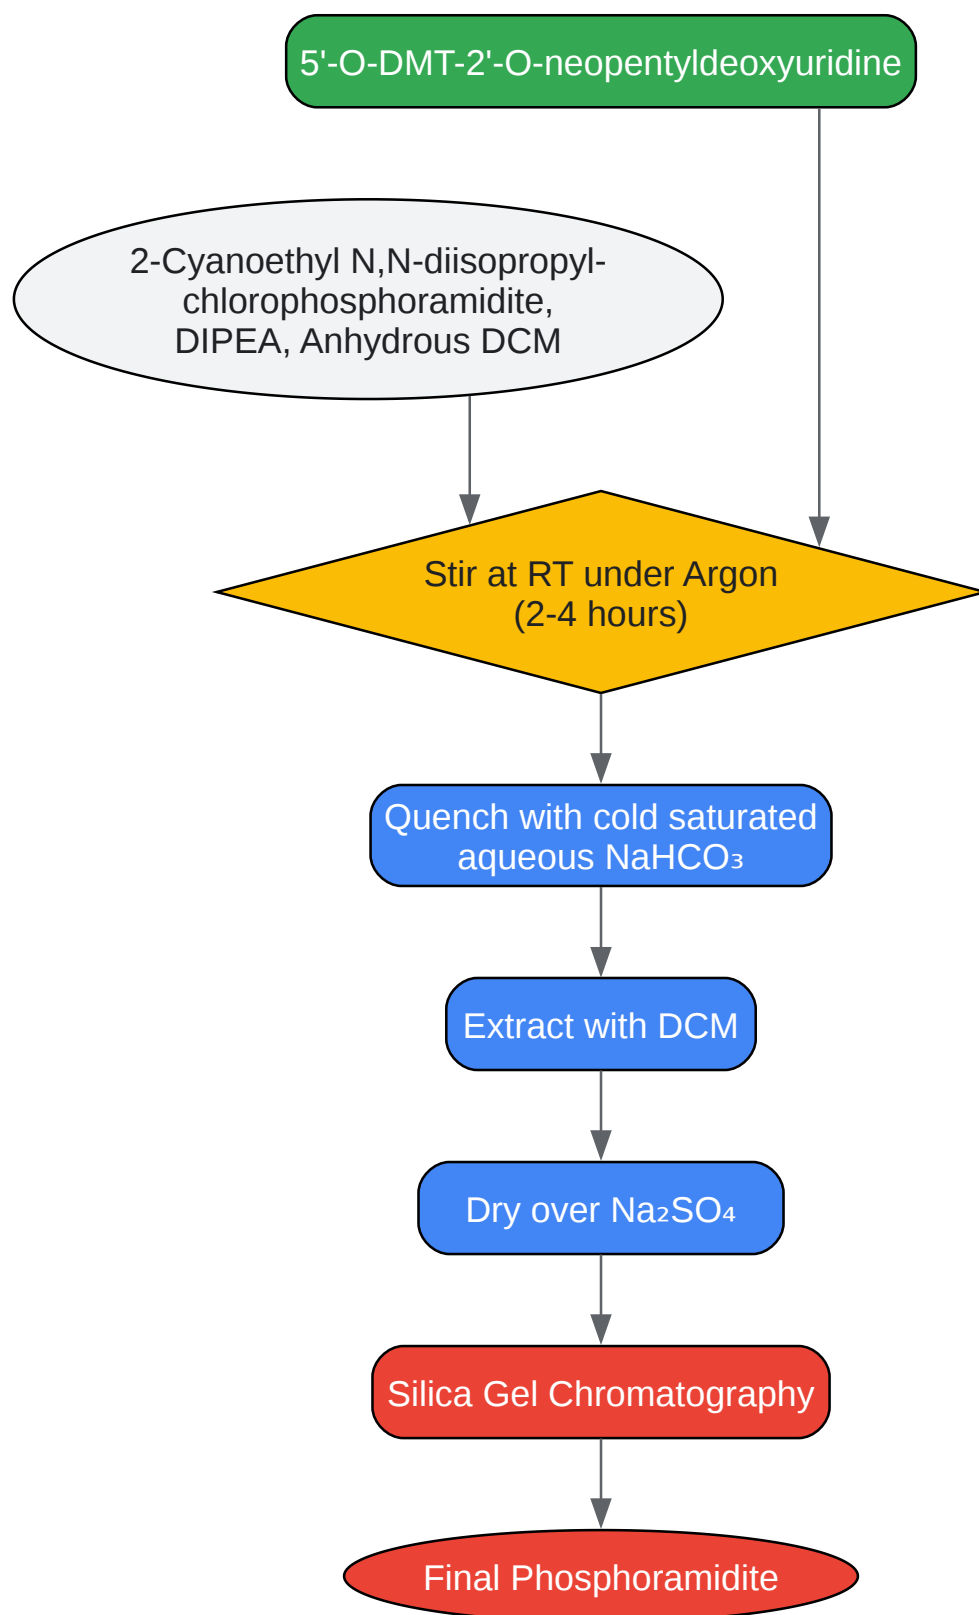 5'-O-DMT-2'-O-neopentyldeoxyuridine
2-Cyanoethyl N,N-diisopropyl-
chlorophosphoramidite,
DIPEA, Anhydrous DCM
Stir at RT under Argon
(2-4 hours)
Quench with cold saturated
aqueous NaHCO₃
Extract with DCM
Dry over Na₂SO₄
Silica Gel Chromatography
Final Phosphoramidite